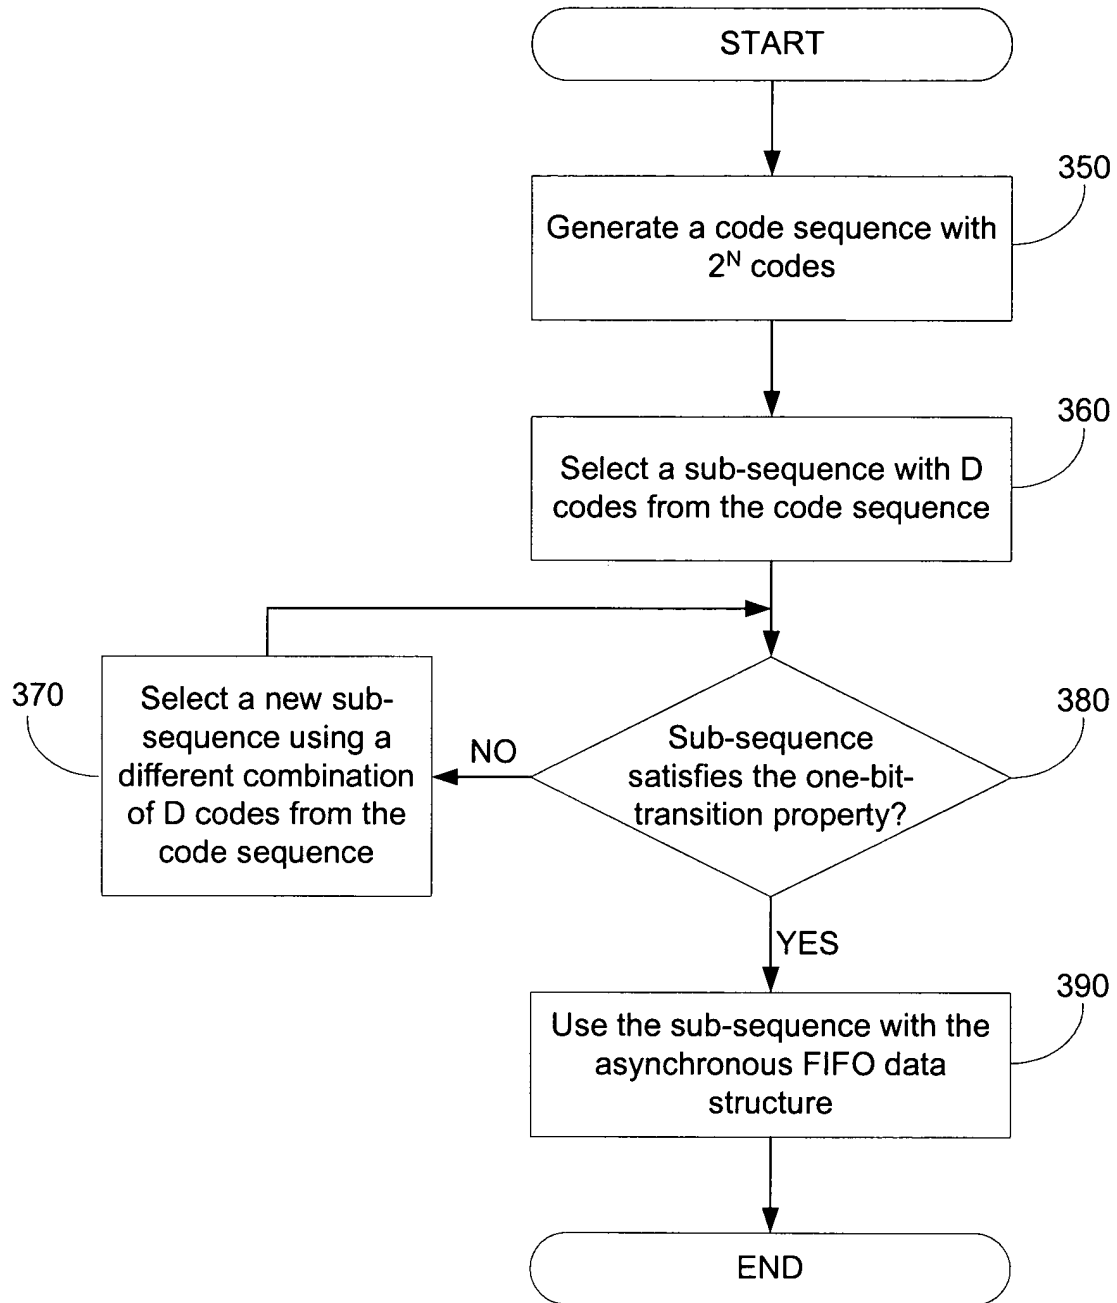 START
350
Generate a code sequence with
2ᴺ codes
360
Select a sub-sequence with D
codes from the code sequence
370
Select a new sub-
sequence using a
different combination
of D codes from the
code sequence
NO
380
Sub-sequence
satisfies the one-bit-
transition property?
YES
390
Use the sub-sequence with the
asynchronous FIFO data
structure
END